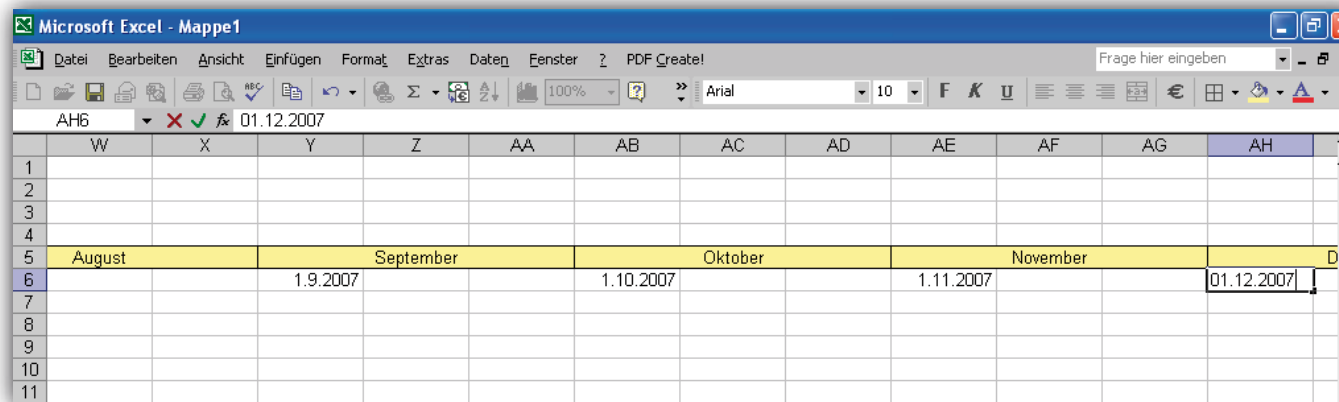 Microsoft Excel - Mappe1
Datei Bearbeiten Ansicht Einfügen Format Extras Daten Fenster ? PDF Create! Frage hier eingeben
ABC Σ A Z 100% ? » Arial 10 F K U € A
AH6 fx 01.12.2007
W X Y Z AA AB AC AD AE AF AG AH
1
2
3
4
5 August September Oktober November D
6 1.9.2007 1.10.2007 1.11.2007 01.12.2007
7
8
9
10
11